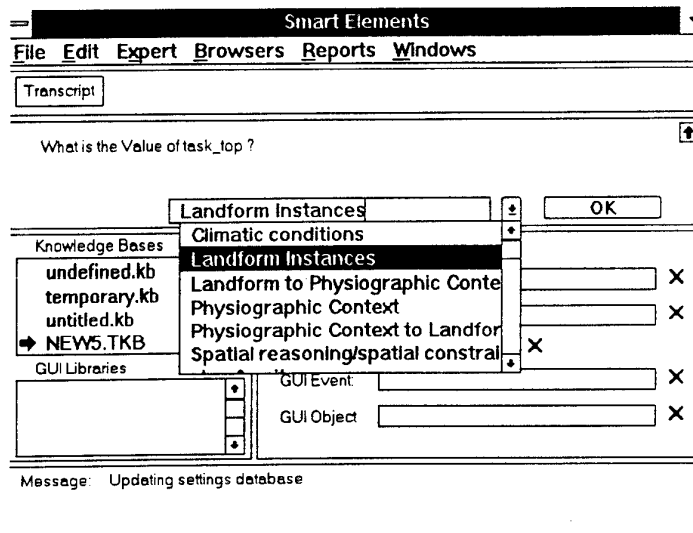 Smart Elements
File Edit Expert Browsers Reports Windows
Transcript
What is the Value of task_top ?
Landform Instances
OK
Climatic conditions
Landform Instances
Landform to Physiographic Conte
Physiographic Context
Physiographic Context to Landfor
Spatial reasoning/spatial constrai
Knowledge Bases
undefined.kb
temporary.kb
untitled.kb
NEW5.TKB
GUI Libraries
GUI Event:
GUI Object
Message: Updating settings database